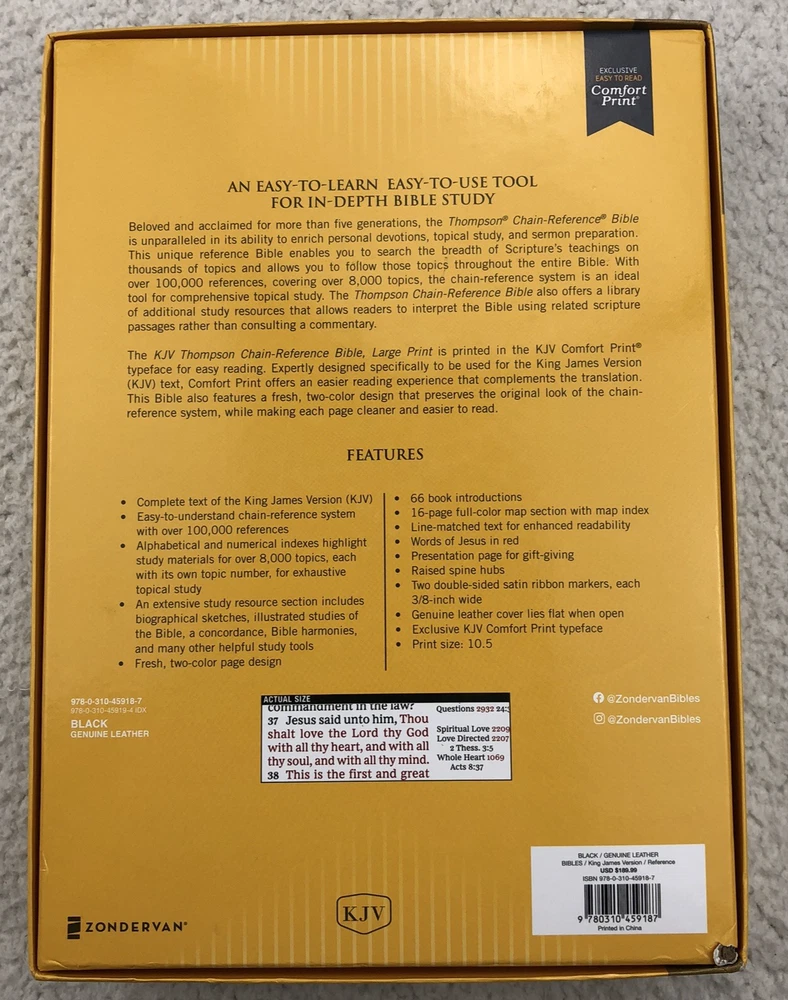 EXCLUSIVE
EASY TO READ
Comfort
Print®
AN EASY-TO-LEARN EASY-TO-USE TOOL
FOR IN-DEPTH BIBLE STUDY
Beloved and acclaimed for more than five generations, the Thompson® Chain-Reference® Bible
is unparalleled in its ability to enrich personal devotions, topical study, and sermon preparation.
This unique reference Bible enables you to search the breadth of Scripture's teachings on
thousands of topics and allows you to follow those topics throughout the entire Bible. With
over 100,000 references, covering over 8,000 topics, the chain-reference system is an ideal
tool for comprehensive topical study. The Thompson Chain-Reference Bible also offers a library
of additional study resources that allows readers to interpret the Bible using related scripture
passages rather than consulting a commentary.
The KJV Thompson Chain-Reference Bible, Large Print is printed in the KJV Comfort Print®
typeface for easy reading. Expertly designed specifically to be used for the King James Version
(KJV) text, Comfort Print offers an easier reading experience that complements the translation.
This Bible also features a fresh, two-color design that preserves the original look of the chain-
reference system, while making each page cleaner and easier to read.
FEATURES
• Complete text of the King James Version (KJV)
• Easy-to-understand chain-reference system
with over 100,000 references
• Alphabetical and numerical indexes highlight
study materials for over 8,000 topics, each
with its own topic number, for exhaustive
topical study
• An extensive study resource section includes
biographical sketches, illustrated studies of
the Bible, a concordance, Bible harmonies,
and many other helpful study tools
• Fresh, two-color page design
• 66 book introductions
• 16-page full-color map section with map index
• Line-matched text for enhanced readability
• Words of Jesus in red
• Presentation page for gift-giving
• Raised spine hubs
• Two double-sided satin ribbon markers, each
3/8-inch wide
• Genuine leather cover lies flat when open
• Exclusive KJV Comfort Print typeface
• Print size: 10.5
978-0-310-45918-7
978-0-310-45919-4 IDX
BLACK
GENUINE LEATHER
ACTUAL SIZE
commandment in the law?
37 Jesus said unto him, Thou
shalt love the Lord thy God
with all thy heart, and with all
thy soul, and with all thy mind.
38 This is the first and great
Questions 2932 24:3
Spiritual Love 2209
Love Directed 2207
2 Thess. 3:5
Whole Heart 1069
Acts 8:37
@ZondervanBibles
@ZondervanBibles
BLACK / GENUINE LEATHER
BIBLES / King James Version / Reference
USD $189.99
ISBN 978-0-310-45918-7
9 780310 459187
Printed in China
ZONDERVAN®
KJV